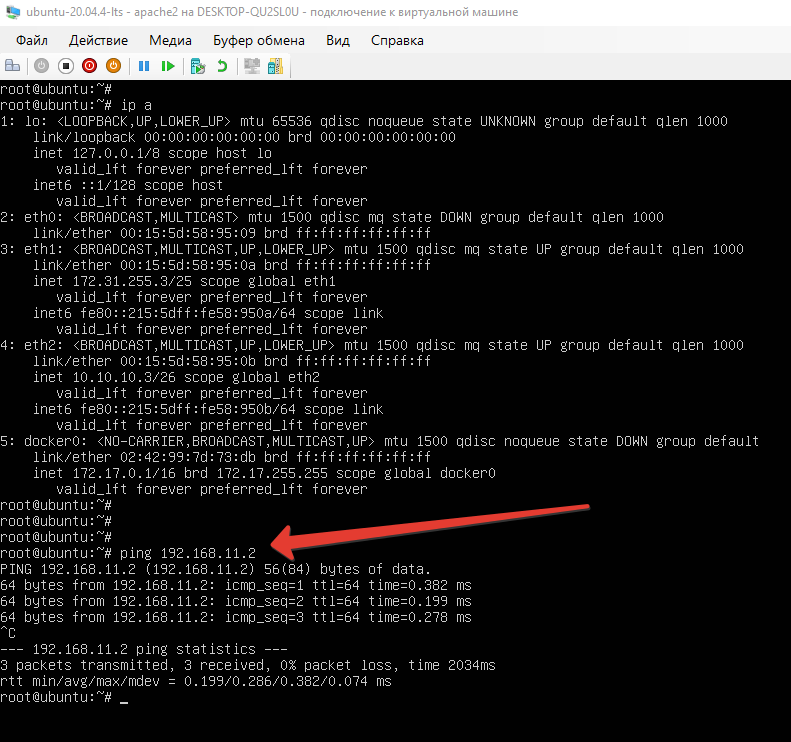 ubuntu-20.04.4-lts - apache2 на DESKTOP-QU2SL0U - подключение к виртуальной машине
Файл Действие Медиа Буфер обмена Вид Справка
root@ubuntu:~#
root@ubuntu:~# ip a
1: lo: <LOOPBACK,UP,LOWER_UP> mtu 65536 qdisc noqueue state UNKNOWN group default qlen 1000
    link/loopback 00:00:00:00:00:00 brd 00:00:00:00:00:00
    inet 127.0.0.1/8 scope host lo
       valid_lft forever preferred_lft forever
    inet6 ::1/128 scope host
       valid_lft forever preferred_lft forever
2: eth0: <BROADCAST,MULTICAST> mtu 1500 qdisc mq state DOWN group default qlen 1000
    link/ether 00:15:5d:58:95:09 brd ff:ff:ff:ff:ff:ff
3: eth1: <BROADCAST,MULTICAST,UP,LOWER_UP> mtu 1500 qdisc mq state UP group default qlen 1000
    link/ether 00:15:5d:58:95:0a brd ff:ff:ff:ff:ff:ff
    inet 172.31.255.3/25 scope global eth1
       valid_lft forever preferred_lft forever
    inet6 fe80::215:5dff:fe58:950a/64 scope link
       valid_lft forever preferred_lft forever
4: eth2: <BROADCAST,MULTICAST,UP,LOWER_UP> mtu 1500 qdisc mq state UP group default qlen 1000
    link/ether 00:15:5d:58:95:0b brd ff:ff:ff:ff:ff:ff
    inet 10.10.10.3/26 scope global eth2
       valid_lft forever preferred_lft forever
    inet6 fe80::215:5dff:fe58:950b/64 scope link
       valid_lft forever preferred_lft forever
5: docker0: <NO-CARRIER,BROADCAST,MULTICAST,UP> mtu 1500 qdisc noqueue state DOWN group default
    link/ether 02:42:99:7d:73:db brd ff:ff:ff:ff:ff:ff
    inet 172.17.0.1/16 brd 172.17.255.255 scope global docker0
       valid_lft forever preferred_lft forever
root@ubuntu:~#
root@ubuntu:~#
root@ubuntu:~#
root@ubuntu:~# ping 192.168.11.2
PING 192.168.11.2 (192.168.11.2) 56(84) bytes of data.
64 bytes from 192.168.11.2: icmp_seq=1 ttl=64 time=0.382 ms
64 bytes from 192.168.11.2: icmp_seq=2 ttl=64 time=0.199 ms
64 bytes from 192.168.11.2: icmp_seq=3 ttl=64 time=0.278 ms
^C
--- 192.168.11.2 ping statistics ---
3 packets transmitted, 3 received, 0% packet loss, time 2034ms
rtt min/avg/max/mdev = 0.199/0.286/0.382/0.074 ms
root@ubuntu:~# _